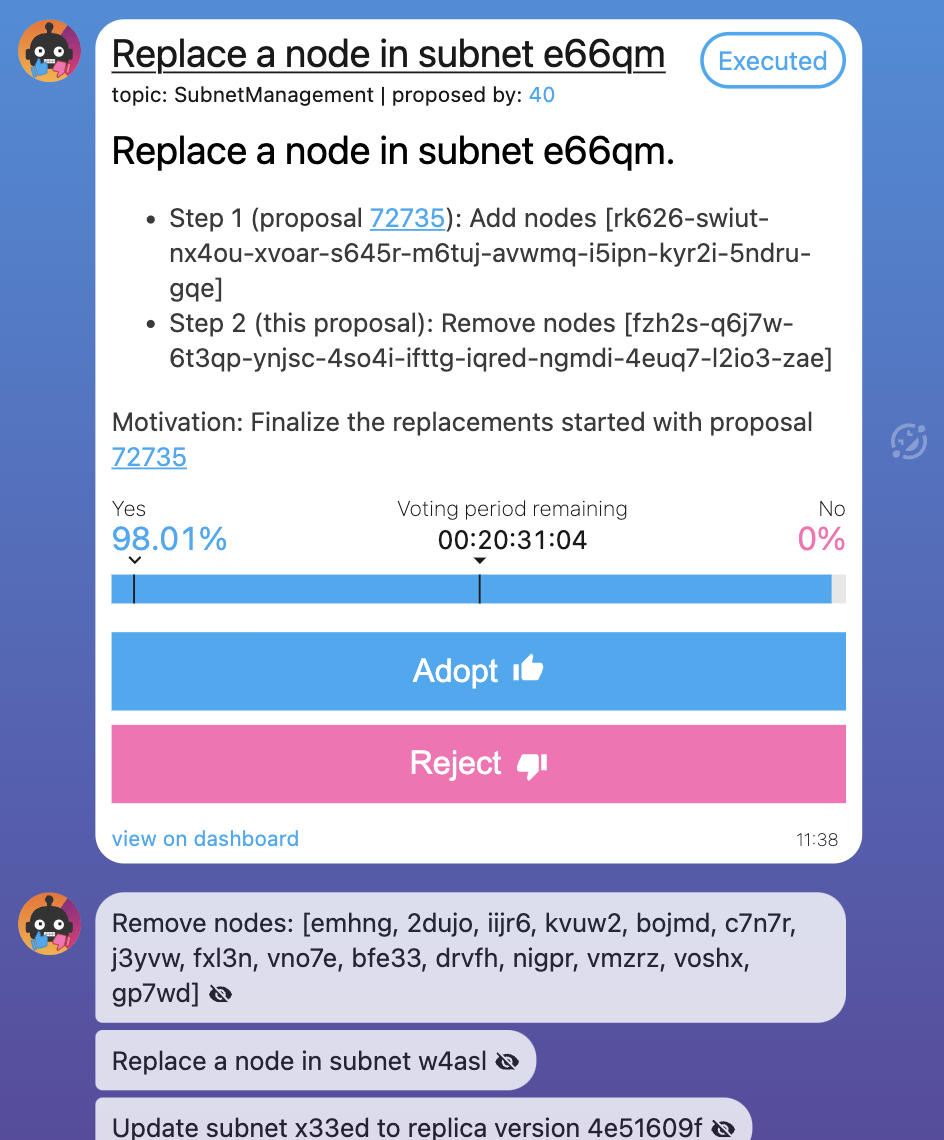 Replace a node in subnet e66qm
Executed
topic: SubnetManagement | proposed by: 40
Replace a node in subnet e66qm.
• Step 1 (proposal 72735): Add nodes [rk626-swiut-
nx4ou-xvoar-s645r-m6tuj-avwmq-i5ipn-kyr2i-5ndru-
gqe]
• Step 2 (this proposal): Remove nodes [fzh2s-q6j7w-
6t3qp-ynjsc-4so4i-ifttg-iqred-ngmdi-4euq7-l2io3-zae]
Motivation: Finalize the replacements started with proposal
72735
Yes
Voting period remaining
No
98.01%
00:20:31:04
0%
Adopt
Reject
view on dashboard
11:38
Remove nodes: [emhng, 2dujo, iijr6, kvuw2, bojmd, c7n7r,
j3yvw, fxl3n, vno7e, bfe33, drvfh, nigpr, vmzrz, voshx,
gp7wd]
Replace a node in subnet w4asl
Update subnet x33ed to replica version 4e51609f